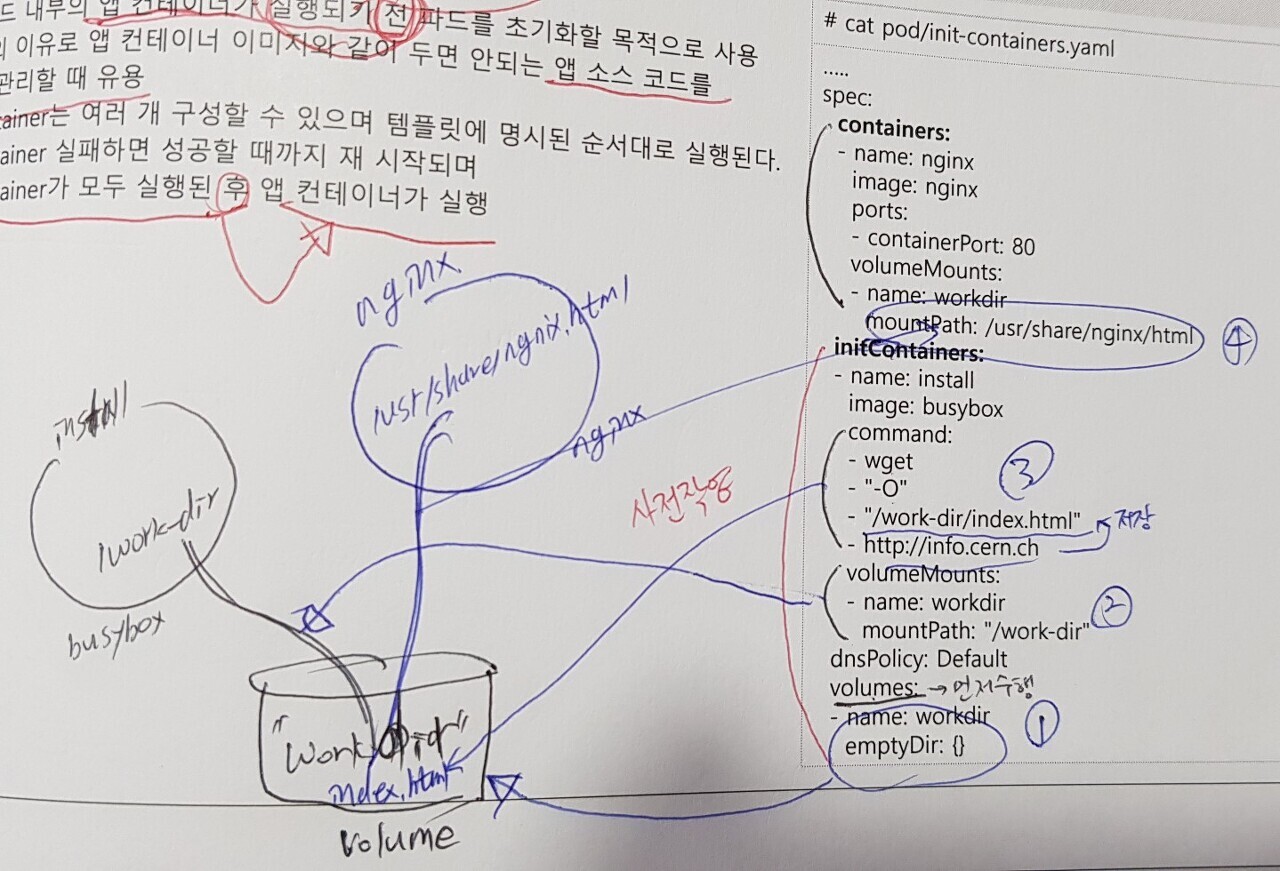 드 내부의 앱 컨테이너가 실행되기 전 파드를 초기화할 목적으로 사용
의 이유로 앱 컨테이너 이미지와 같이 두면 안되는 앱 소스 코드를
관리할 때 유용
tainer는 여러 개 구성할 수 있으며 템플릿에 명시된 순서대로 실행된다.
ainer 실패하면 성공할 때까지 재 시작되며
tainer가 모두 실행된 후 앱 컨테이너가 실행
# cat pod/init-containers.yaml
.....
spec:
containers:
- name: nginx
image: nginx
ports:
- containerPort: 80
volumeMounts:
- name: workdir
mountPath: /usr/share/nginx/html
④
initContainers:
- name: install
image: busybox
command:
- wget
- "-O"
③
- "/work-dir/index.html"
저장
- http://info.cern.ch
volumeMounts:
- name: workdir
②
mountPath: "/work-dir"
dnsPolicy: Default
volumes: →먼저수행
- name: workdir
①
emptyDir: {}
nginx
/usr/share/ngnix.html
nginx
install
/work-dir
busybox
사전작업
"work dir"
index.html
volume